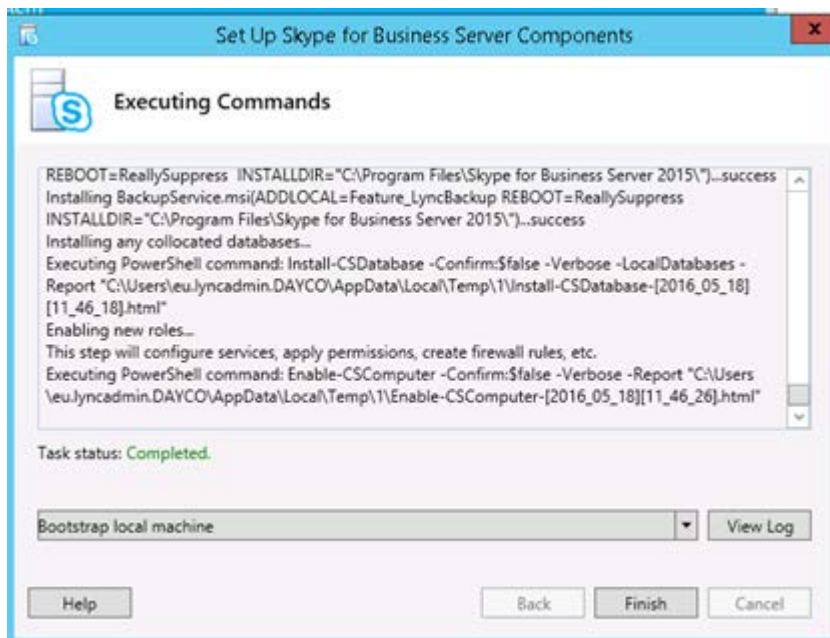 Set Up Skype for Business Server Components
x
Executing Commands
REBOOT=ReallySuppress INSTALLDIR="C:\Program Files\Skype for Business Server 2015\")...success
Installing BackupService.msi(ADDLOCAL=Feature_LyncBackup REBOOT=ReallySuppress
INSTALLDIR="C:\Program Files\Skype for Business Server 2015\")...success
Installing any collocated databases...
Executing PowerShell command: Install-CSDatabase -Confirm:$false -Verbose -LocalDatabases -
Report "C:\Users\eu.lyncadmin.DAYCO\AppData\Local\Temp\1\Install-CSDatabase-[2016_05_18]
[11_46_18].html"
Enabling new roles...
This step will configure services, apply permissions, create firewall rules, etc.
Executing PowerShell command: Enable-CSComputer -Confirm:$false -Verbose -Report "C:\Users
\eu.lyncadmin.DAYCO\AppData\Local\Temp\1\Enable-CSComputer-[2016_05_18][11_46_26].html"
Task status: Completed.
Bootstrap local machine
View Log
Help
Back
Finish
Cancel